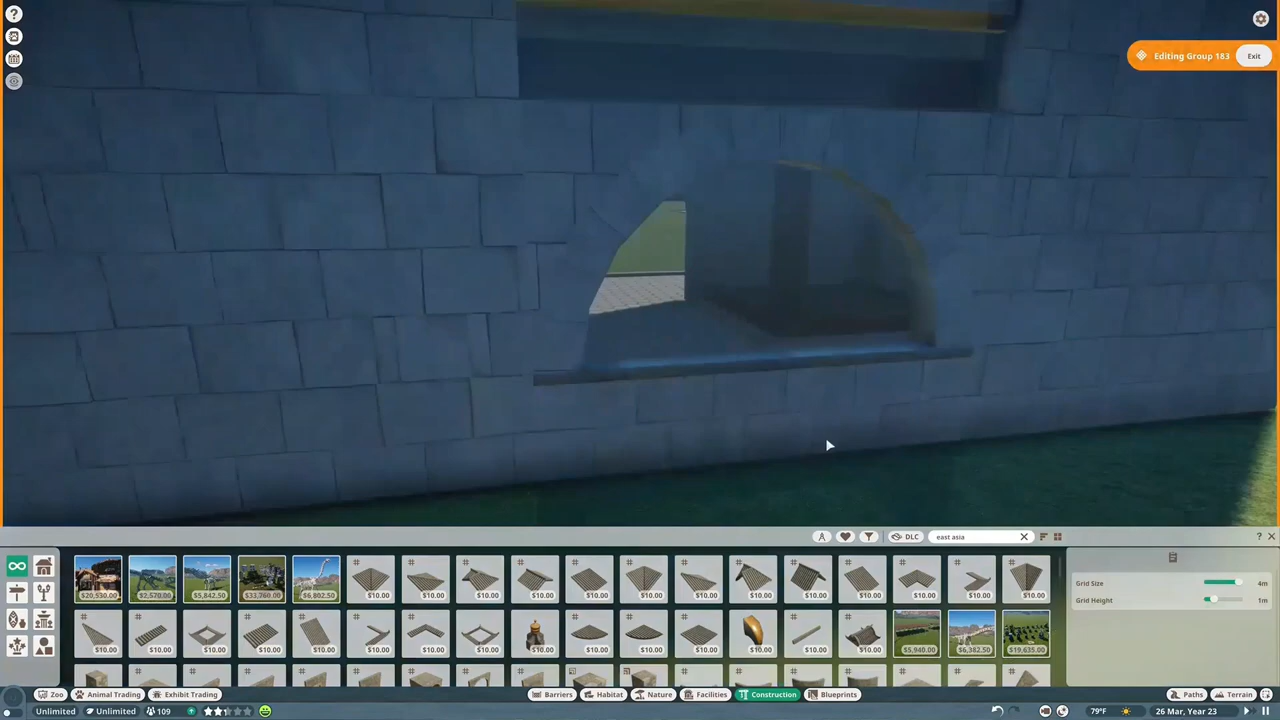 ?
Editing Group 183 Exit
DLC east asia ?
$20,530.00 $2,570.00 $5,842.50 $33,760.00 $6,802.50 $10.00 $10.00 $10.00 $10.00 $10.00 $10.00 $10.00 $10.00 $10.00 $10.00 $10.00 $10.00 $10.00
Grid Size 4m
Grid Height 1m
$10.00 $10.00 $10.00 $10.00 $10.00 $10.00 $10.00 $10.00 $10.00 $10.00 $10.00 $10.00 $10.00 $10.00 $10.00 $5,940.00 $6,382.50 $19,635.00
Zoo Animal Trading Exhibit Trading Barriers Habitat Nature Facilities Construction Blueprints Paths Terrain
Unlimited Unlimited 109 79°F 26 Mar, Year 23